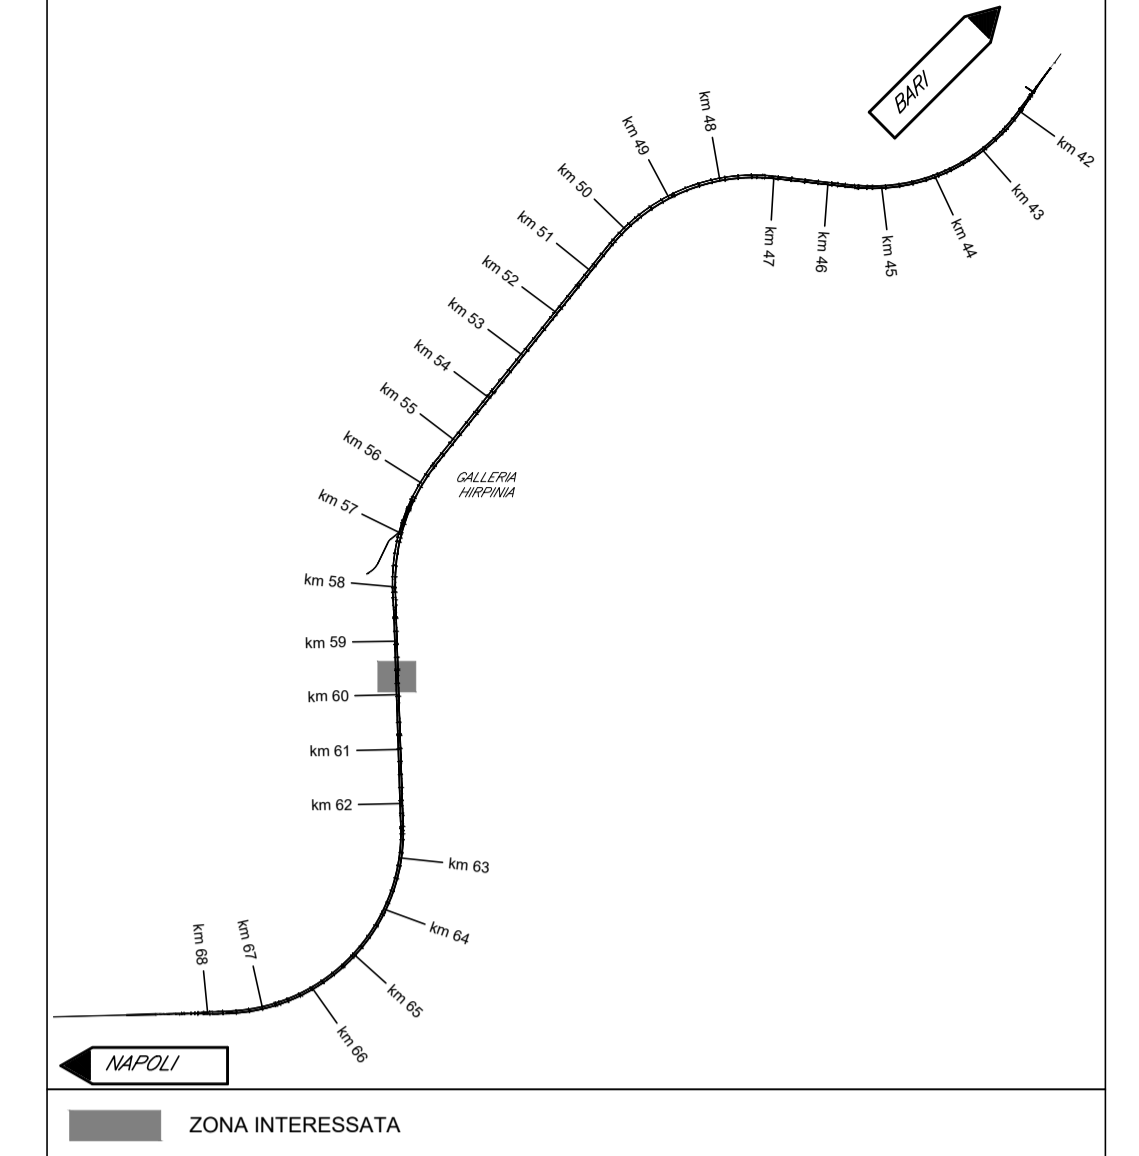 BARI
km 42
km 43
km 44
km 45
km 46
km 47
km 48
km 49
km 50
km 51
km 52
km 53
km 54
km 55
km 56
GALLERIA
HIRPINIA
km 57
km 58
km 59
km 60
km 61
km 62
km 63
km 64
km 65
km 66
km 67
km 68
NAPOLI
ZONA INTERESSATA